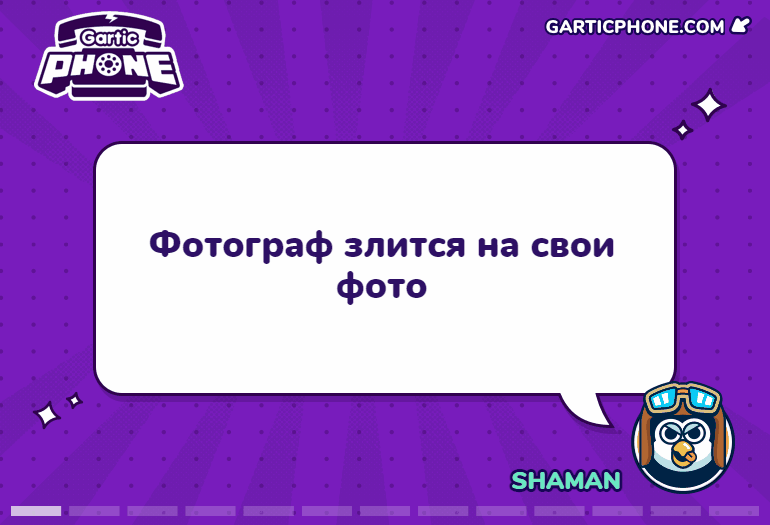 Gartic
PHONE
GARTICPHONE.COM
Фотограф злится на свои
фото
SHAMAN